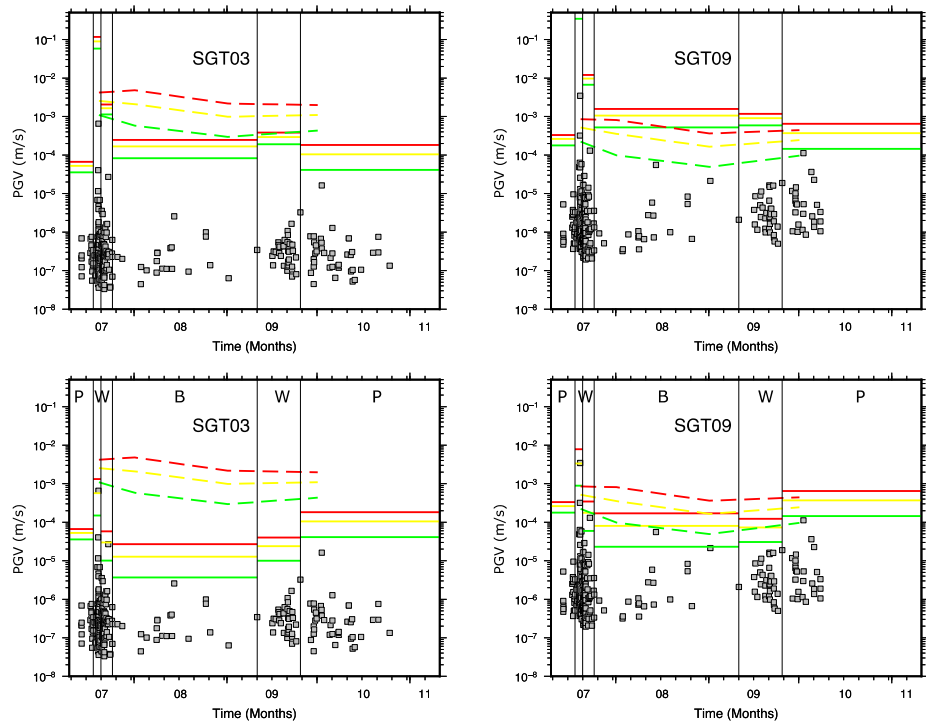 SGT03
PGV (m/s)
10⁻¹
10⁻²
10⁻³
10⁻⁴
10⁻⁵
10⁻⁶
10⁻⁷
10⁻⁸
07 08 09 10 11
Time (Months)
SGT09
PGV (m/s)
10⁻¹
10⁻²
10⁻³
10⁻⁴
10⁻⁵
10⁻⁶
10⁻⁷
10⁻⁸
07 08 09 10 11
Time (Months)
P W B W P
SGT03
PGV (m/s)
10⁻¹
10⁻²
10⁻³
10⁻⁴
10⁻⁵
10⁻⁶
10⁻⁷
10⁻⁸
07 08 09 10 11
Time (Months)
P W B W P
SGT09
PGV (m/s)
10⁻¹
10⁻²
10⁻³
10⁻⁴
10⁻⁵
10⁻⁶
10⁻⁷
10⁻⁸
07 08 09 10 11
Time (Months)